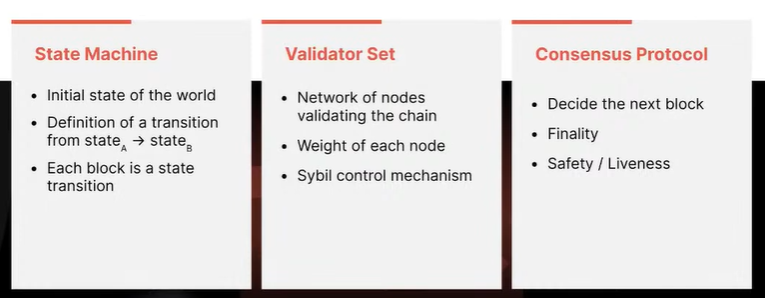 State Machine
• Initial state of the world
• Definition of a transition
from state_A → state_B
• Each block is a state
transition
Validator Set
• Network of nodes
validating the chain
• Weight of each node
• Sybil control mechanism
Consensus Protocol
• Decide the next block
• Finality
• Safety / Liveness